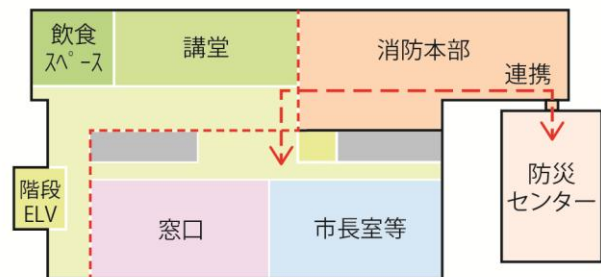 飲食
スペース
講堂
消防本部
連携
階段
ELV
窓口
市長室等
防災
センター